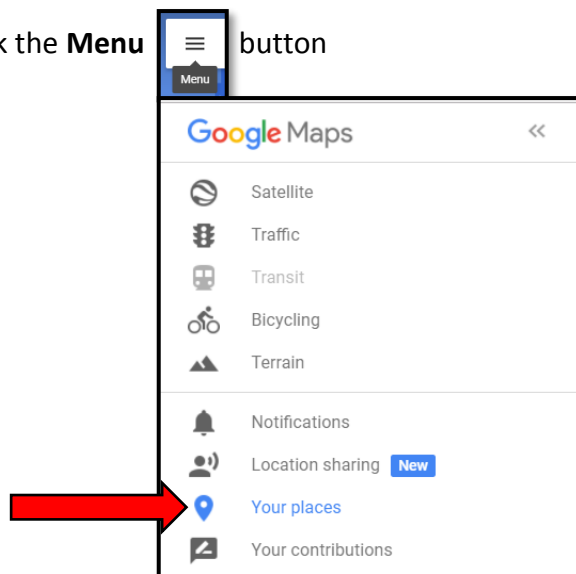 k the Menu button
Menu
Google Maps
Satellite
Traffic
Transit
Bicycling
Terrain
Notifications
Location sharing New
Your places
Your contributions